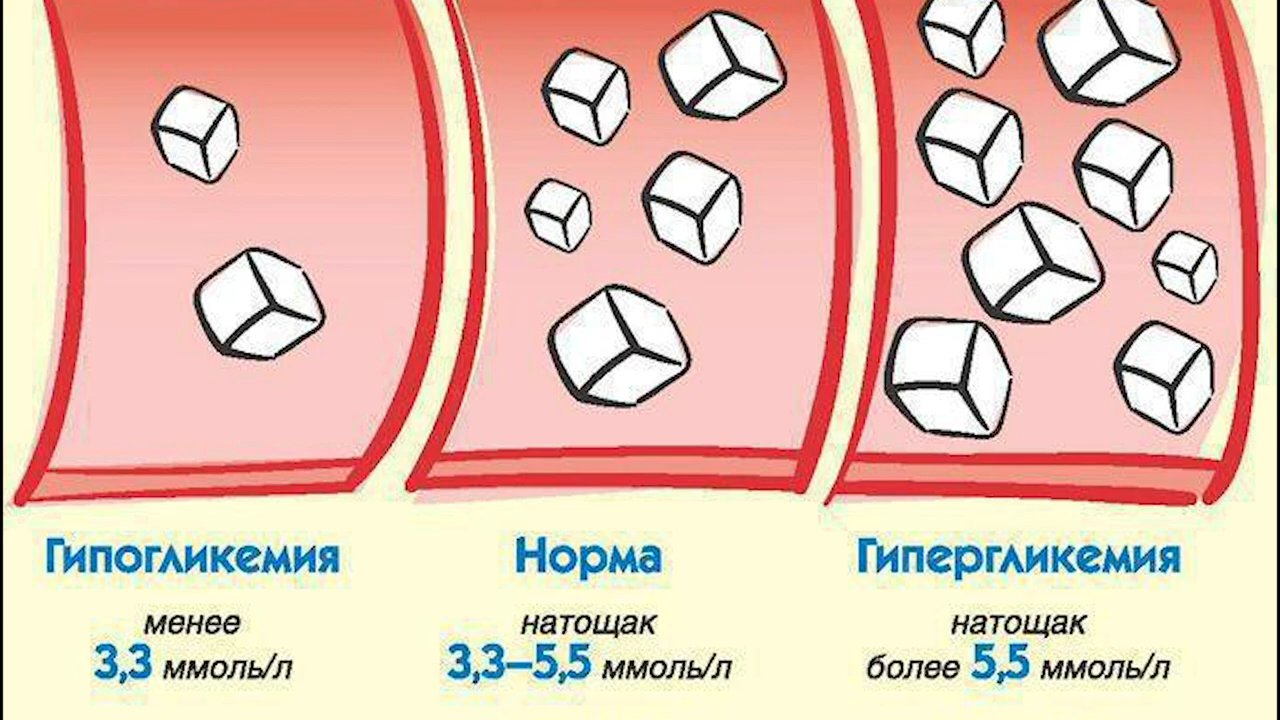 Гипогликемия
менее
3,3 ммоль/л
Норма
натощак
3,3–5,5 ммоль/л
Гипергликемия
натощак
более 5,5 ммоль/л